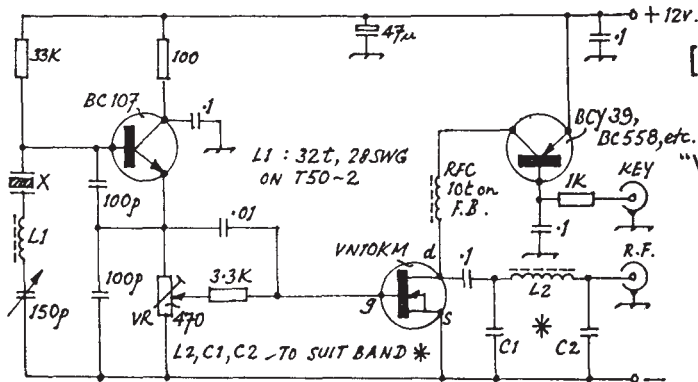 +12v.
33K
100
47μ
.1
[
BC107
.1
BCY39,
BC558, etc.
"V
L1 : 32t, 28SWG
ON T50~2
RFC
10t on
F.B.
KEY
1K
X
100p
L1
.01
.1
VN10KM
d
.1
R.F.
3.3K
g
s
L2
150p
100p
VR
470
C1
*
C2
L2, C1, C2 - TO SUIT BAND *